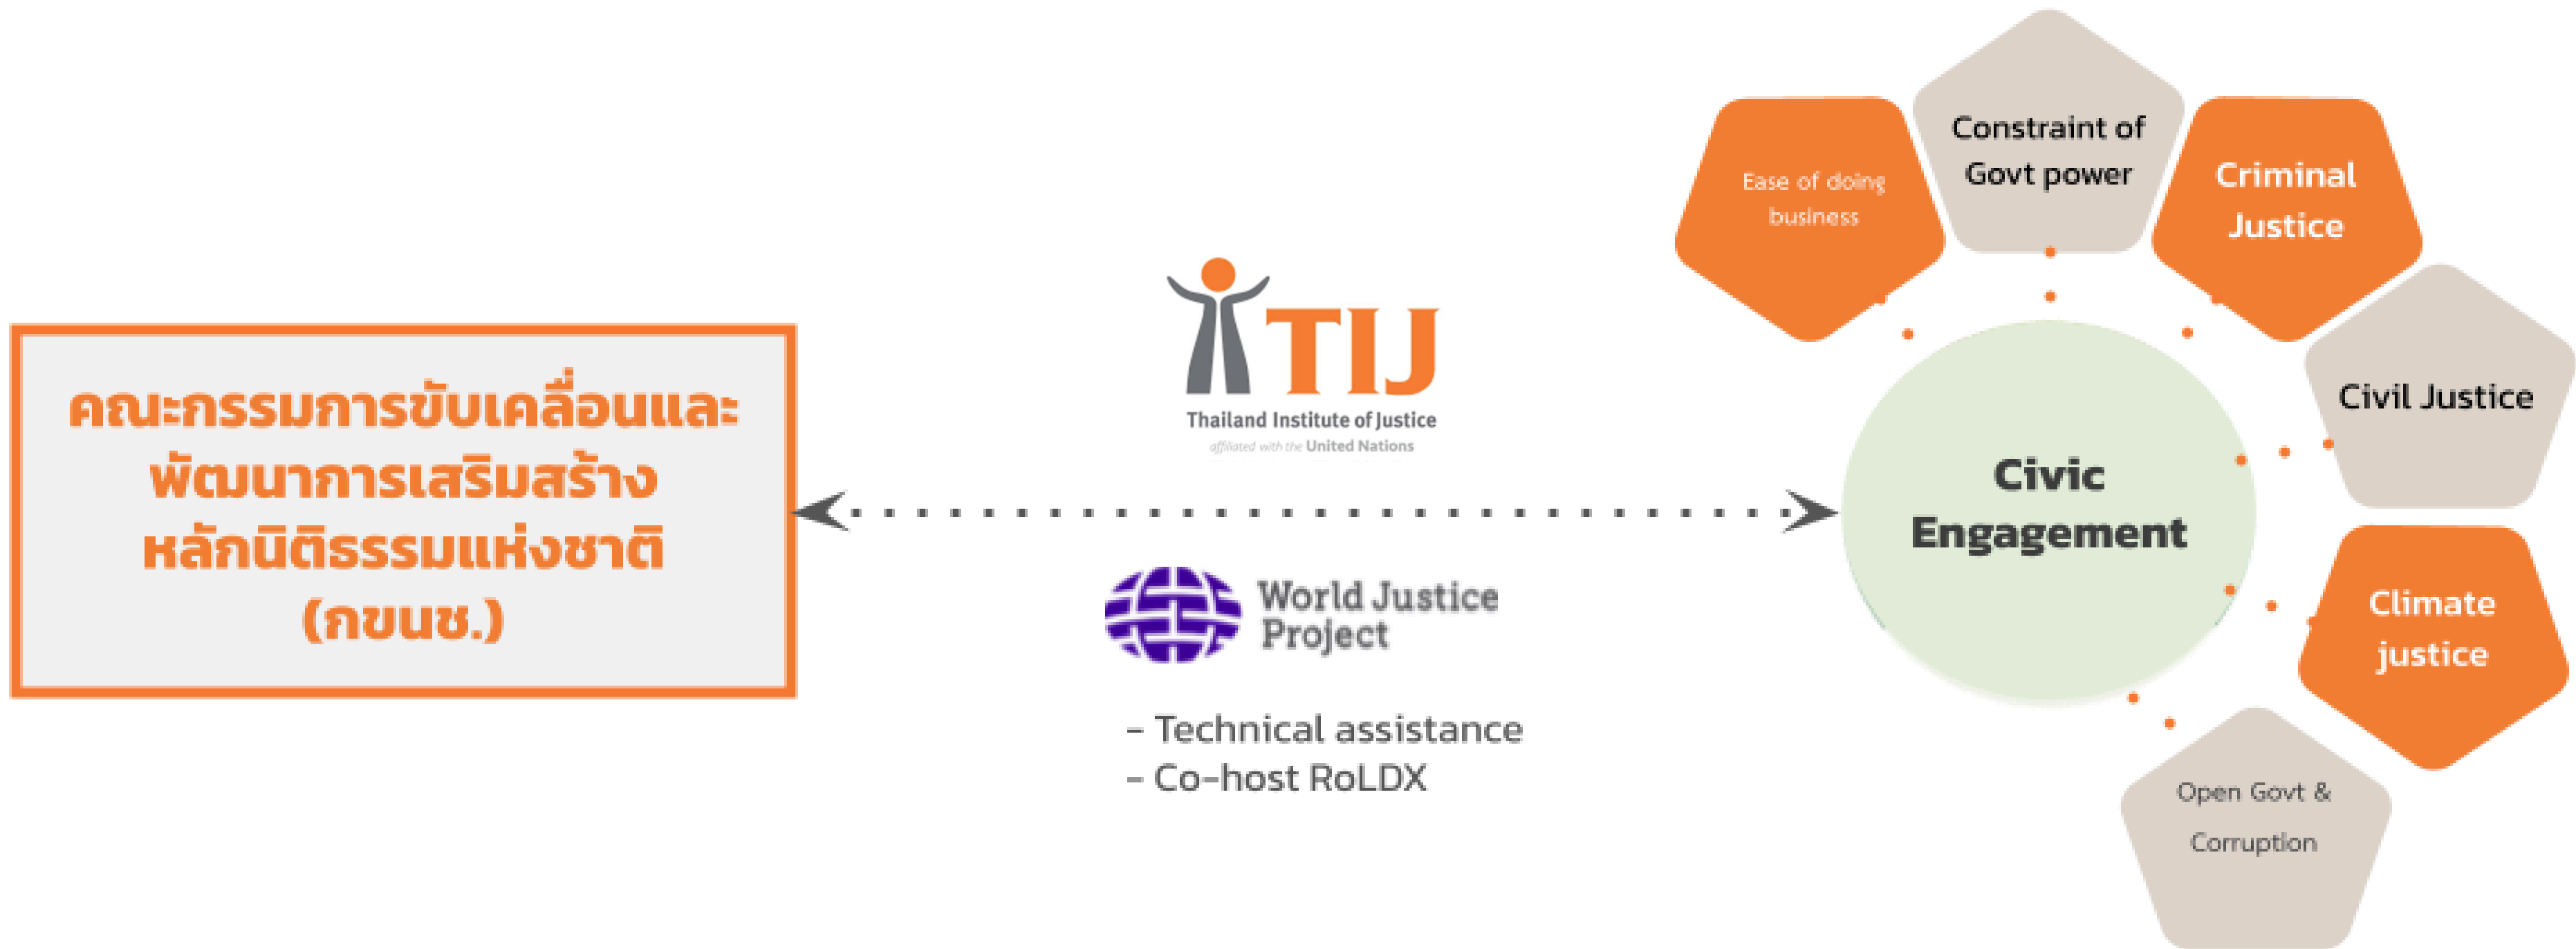 คณะกรรมการขับเคลื่อนและ
พัฒนาการเสริมสร้าง
หลักนิติธรรมแห่งชาติ
(กขนช.)
TIJ
Thailand Institute of Justice
affiliated with the United Nations
World Justice
Project
- Technical assistance
- Co-host RoLDX
Civic
Engagement
Ease of doing
business
Constraint of
Govt power
Criminal
Justice
Civil Justice
Climate
justice
Open Govt &
Corruption